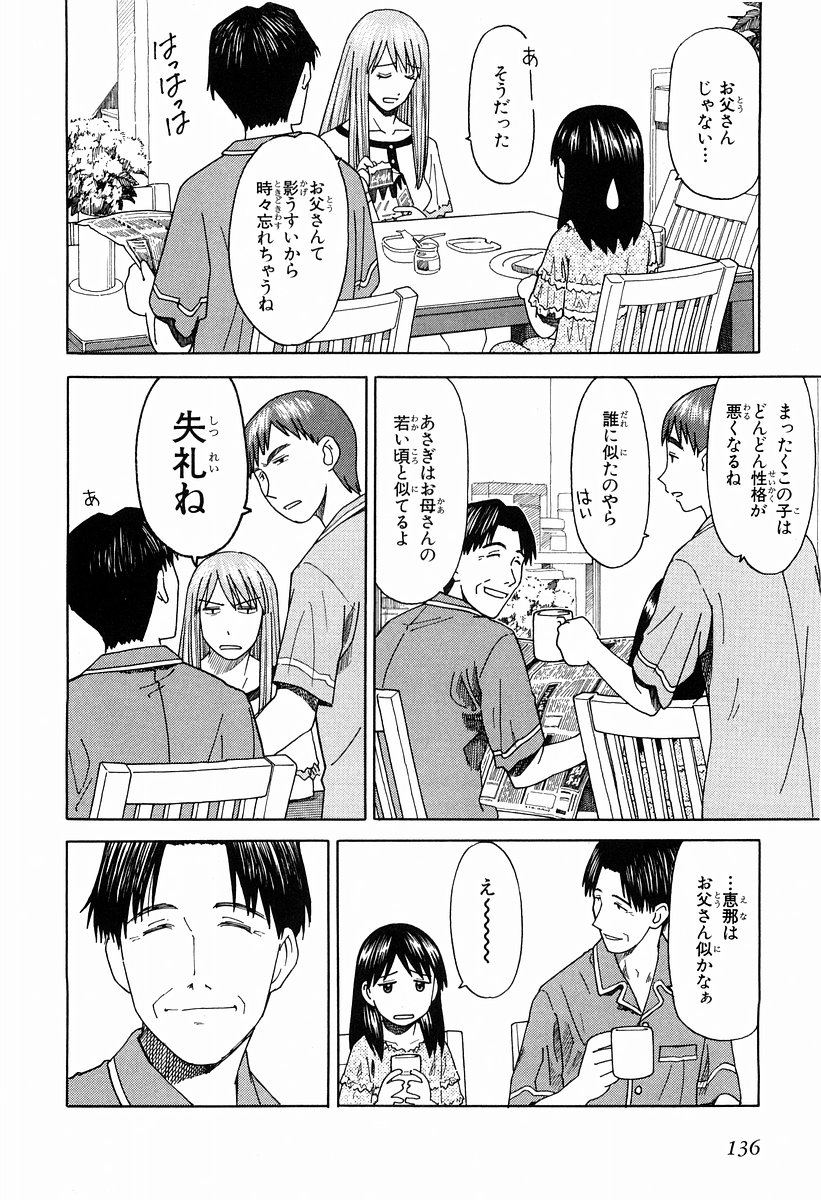 お父さん
じゃない…
あー
そうだった
はっはっは
お父さんて
影うすいから
時々忘れちゃうね
まったくこの子は
どんどん性格が
悪くなるね
誰に似たのやら
はい
あさぎはお母さんの
若い頃と似てるよ
失礼ね
あ
…恵那は
お父さん似かなぁ
え〜〜〜
136